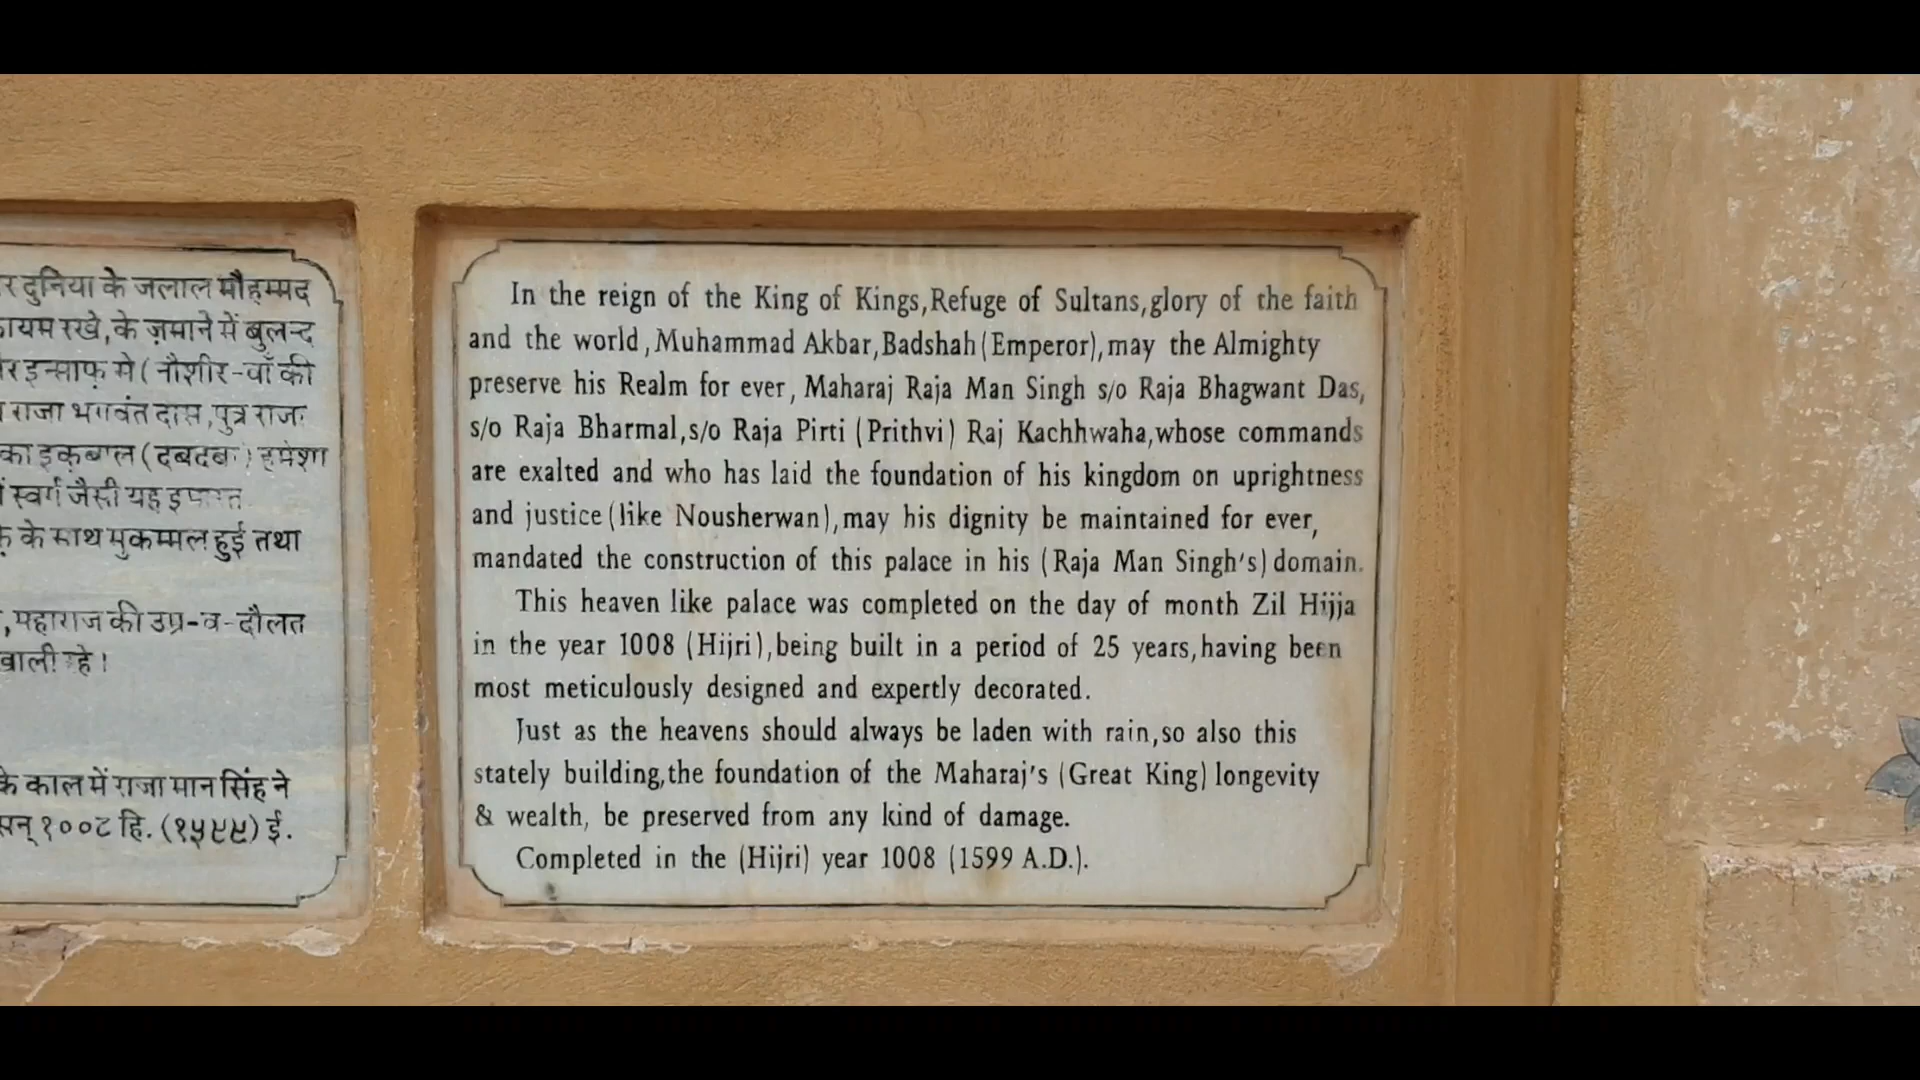 र दुनिया के जलाल मौहम्मद
कायम रखे, के ज़माने में बुलन्द
र इन्साफ़ मे ( नौशीर-वाँ की
राजा भगवंत दास, पुत्र राजा
का इक़बाल ( दबदबा ) हमेशा
स्वर्ग जैसी यह इमारत
के साथ मुकम्मल हुई तथा
, महाराज की उम्र-व-दौलत
खाली रहे ।
के काल में राजा मान सिंह ने
सन् १००८ हि. (१५९९) ई.
In the reign of the King of Kings,Refuge of Sultans,glory of the faith
and the world,Muhammad Akbar,Badshah(Emperor),may the Almighty
preserve his Realm for ever, Maharaj Raja Man Singh s/o Raja Bhagwant Das,
s/o Raja Bharmal,s/o Raja Pirti (Prithvi) Raj Kachhwaha,whose commands
are exalted and who has laid the foundation of his kingdom on uprightness
and justice(like Nousherwan),may his dignity be maintained for ever,
mandated the construction of this palace in his (Raja Man Singh's) domain.
This heaven like palace was completed on the day of month Zil Hijja
in the year 1008 (Hijri),being built in a period of 25 years,having been
most meticulously designed and expertly decorated.
Just as the heavens should always be laden with rain,so also this
stately building,the foundation of the Maharaj's (Great King) longevity
& wealth, be preserved from any kind of damage.
Completed in the (Hijri) year 1008 (1599 A.D.).